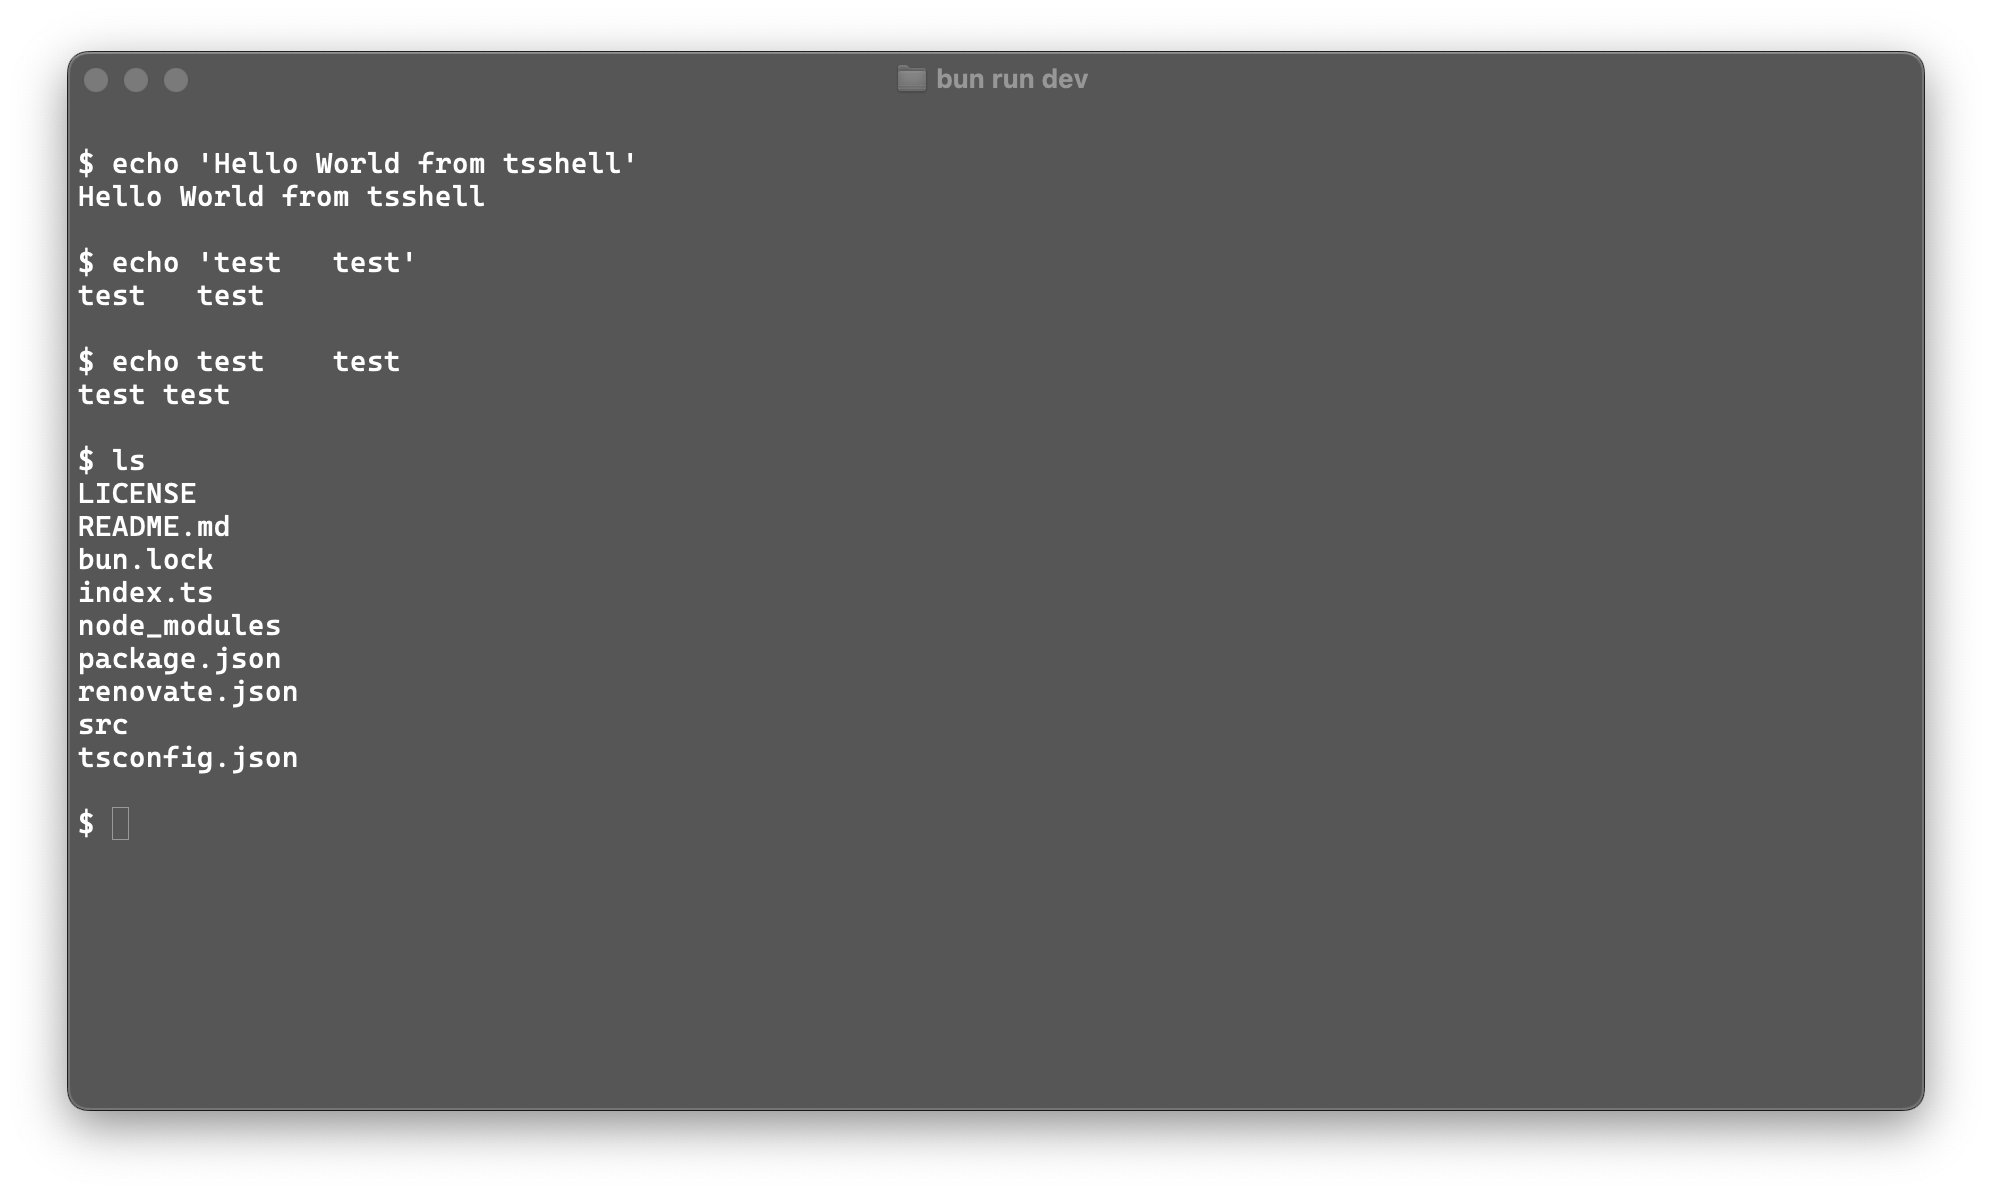 bun run dev
$ echo 'Hello World from tsshell'
Hello World from tsshell
$ echo 'test   test'
test   test
$ echo test    test
test test
$ ls
LICENSE
README.md
bun.lock
index.ts
node_modules
package.json
renovate.json
src
tsconfig.json
$